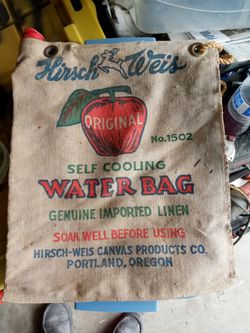 Hirsch Weis
ORIGINAL
No. 1502
SELF COOLING
WATER BAG
GENUINE IMPORTED LINEN
SOAK WELL BEFORE USING
HIRSCH-WEIS CANVAS PRODUCTS CO.
PORTLAND, OREGON